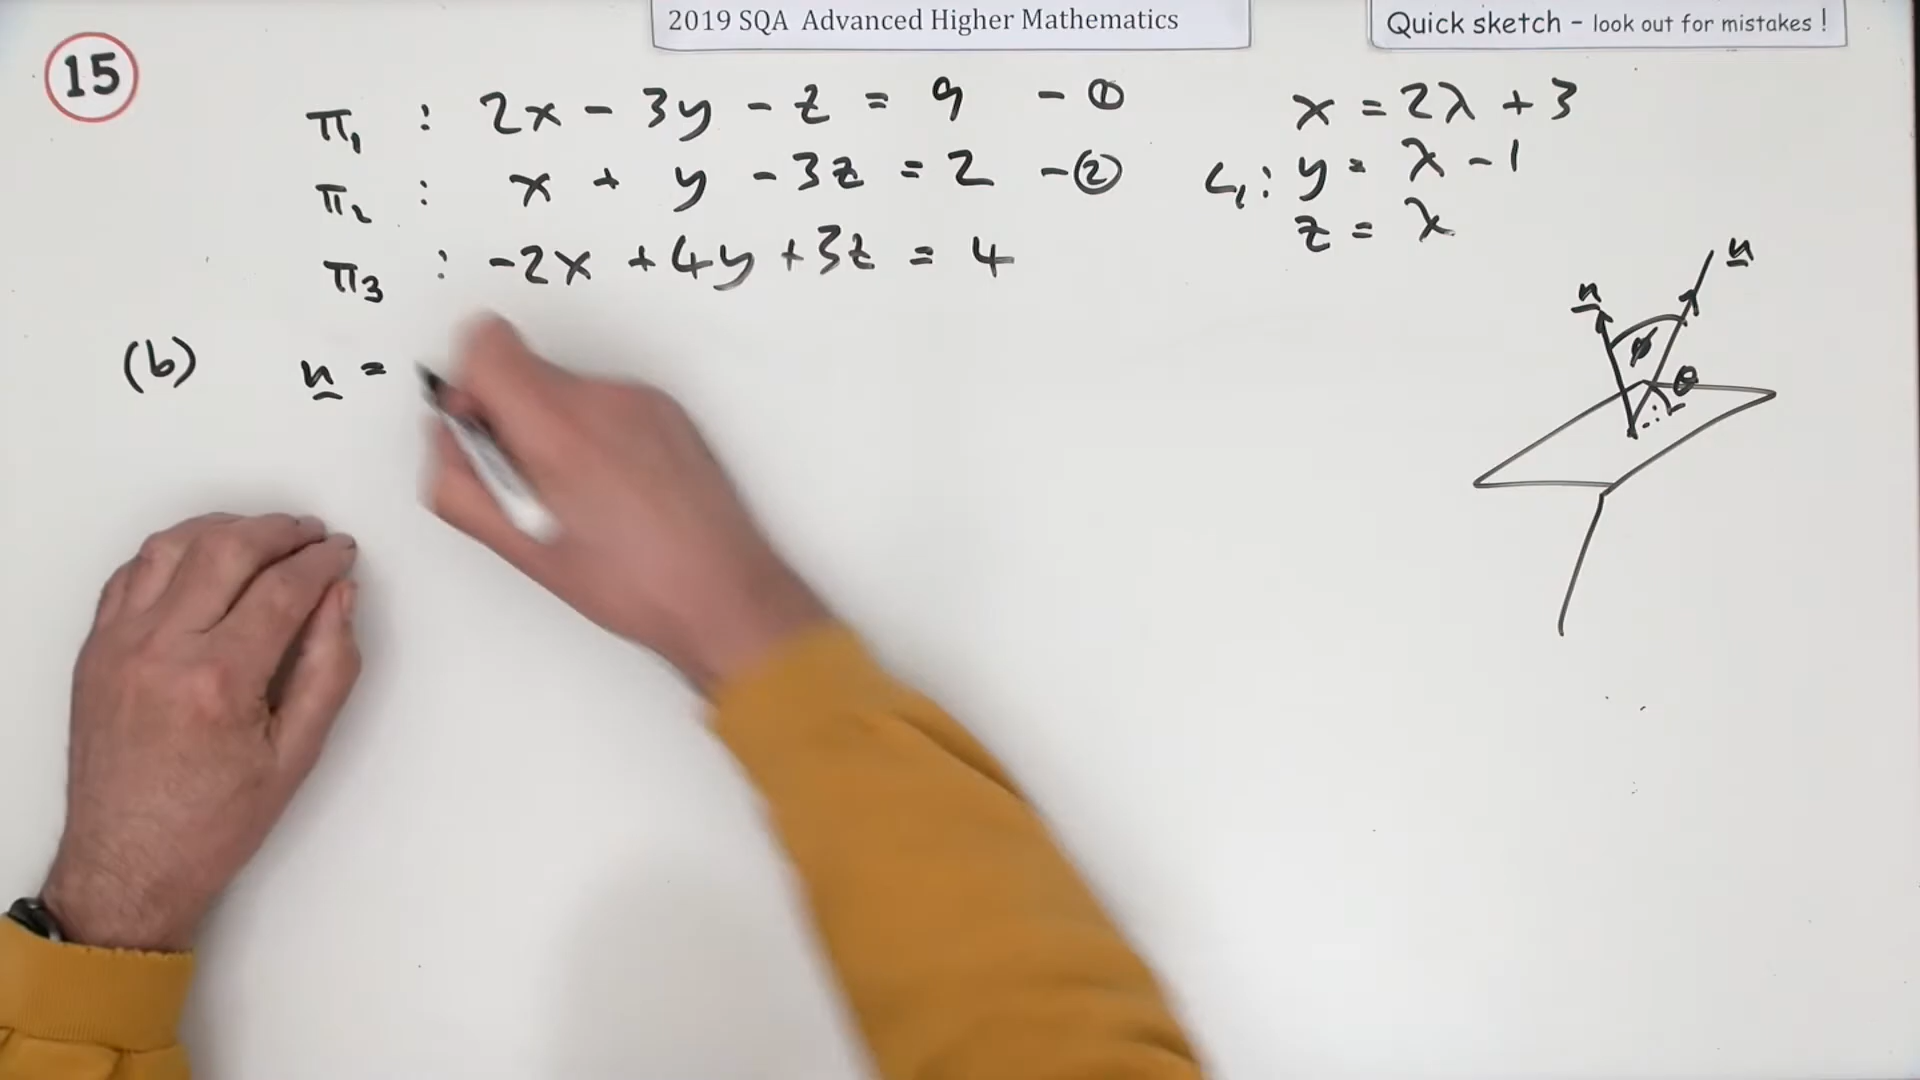 2019 SQA Advanced Higher Mathematics
Quick sketch – look out for mistakes !
15
π₁ : 2x - 3y - z = 9 - ①
π₂ : x + y - 3z = 2 - ②
π₃ : -2x + 4y + 3z = 4
x = 2λ + 3
L₁: y = λ - 1
z = λ
(b) n =
n
u
φ
θ